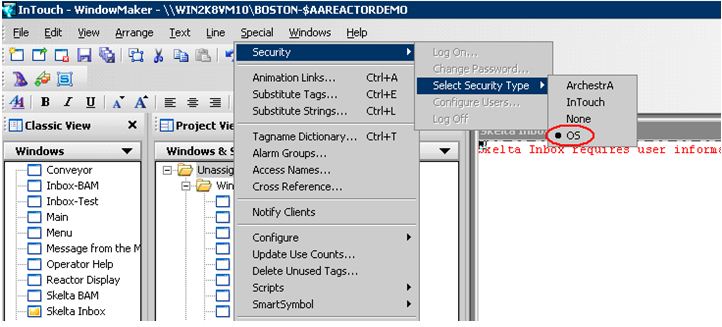 InTouch - WindowMaker - \\WIN2K8VM10\BOSTON-$AAREACTORDEMO
File Edit View Arrange Text Line Special Windows Help
Security
Log On...
Change Password...
Select Security Type
ArchestrA
Configure Users...
InTouch
Log Off
None
OS
Animation Links... Ctrl+A
Substitute Tags... Ctrl+E
Substitute Strings... Ctrl+L
Tagname Dictionary... Ctrl+T
Alarm Groups...
Access Names...
Cross Reference...
Notify Clients
Configure
Update Use Counts...
Delete Unused Tags...
Scripts
SmartSymbol
B I U A A
Classic View
Windows
Conveyor
Inbox-BAM
Inbox-Test
Main
Menu
Message from the M
Operator Help
Reactor Display
Skelta BAM
Skelta Inbox
Project View
Windows & S
Unassig
Win
Skelta Inbox
Skelta Inbox requires user informa